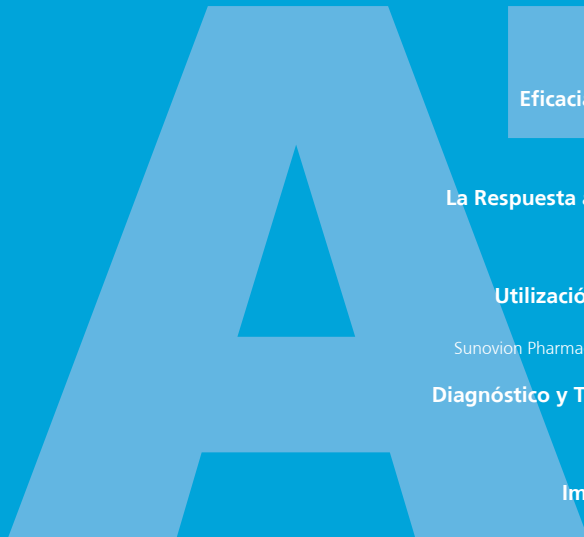 A
Eficacia
La Respuesta a
Utilizació
Sunovion Pharma
Diagnóstico y T
Im